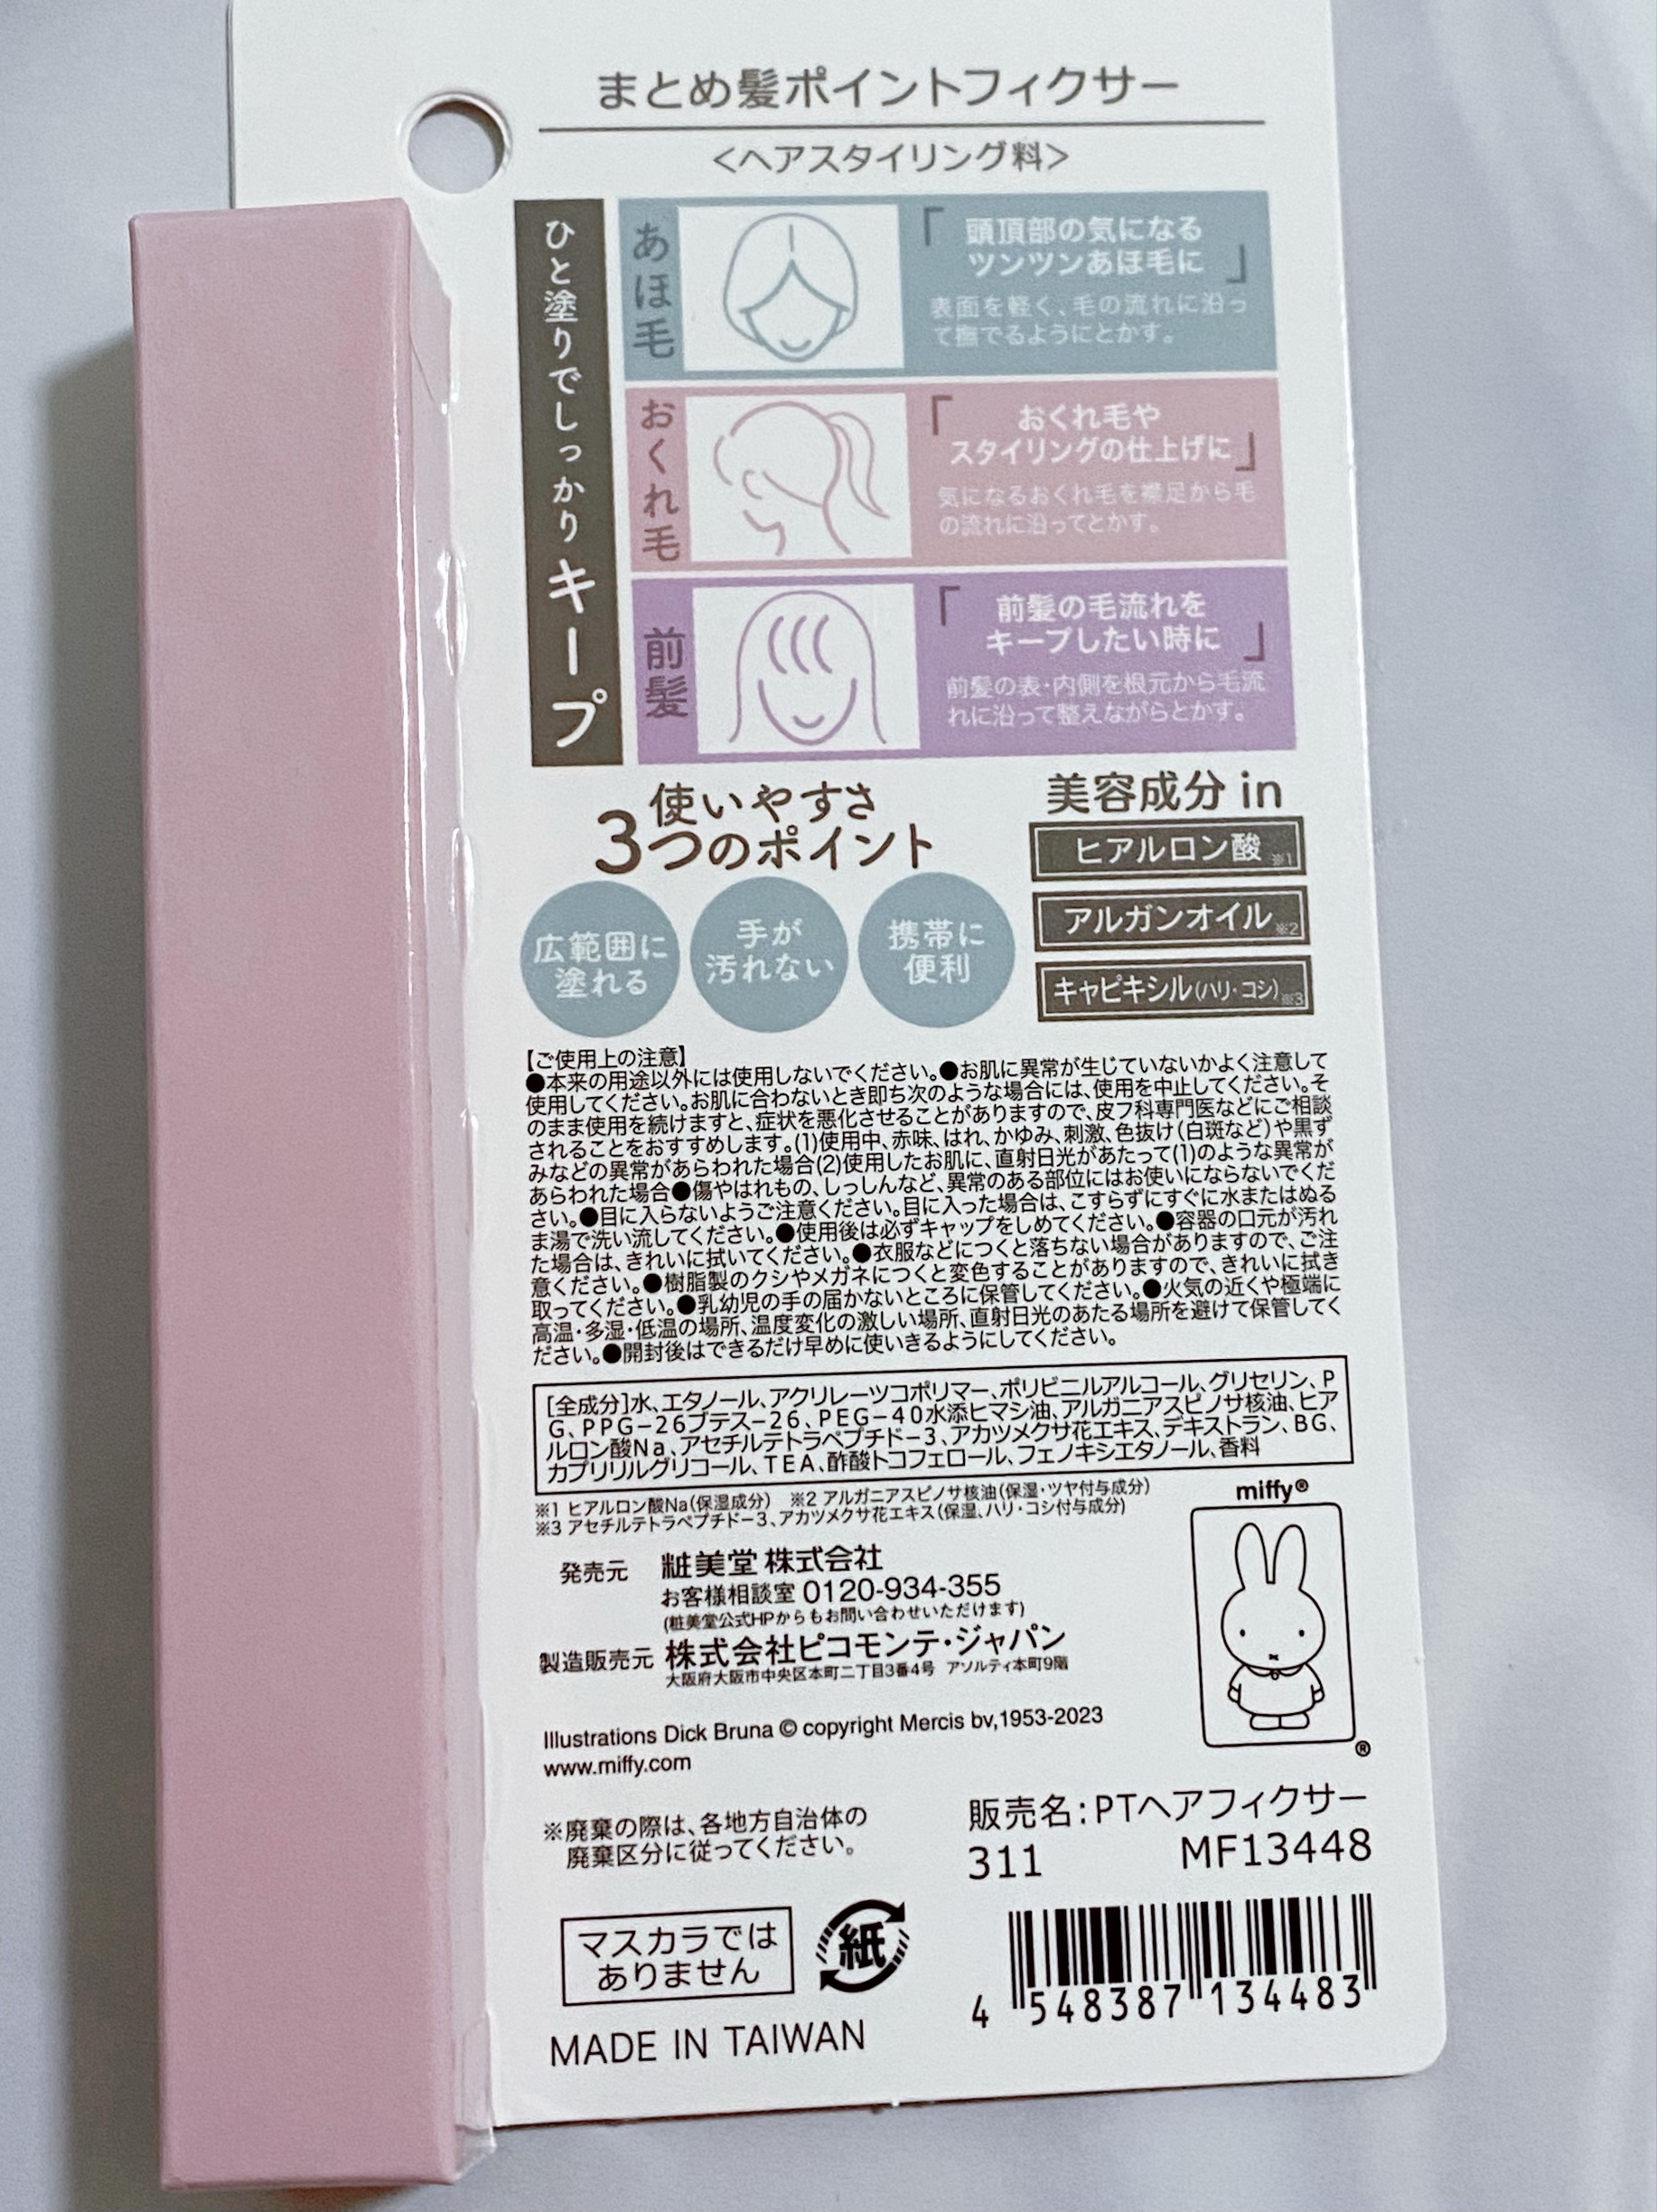 まとめ髪ポイントフィクサー
<ヘアスタイリング料>
ひと塗りでしっかりキープ
あほ毛
「頭頂部の気になる
ツンツンあほ毛に」
表面を軽く、毛の流れに沿っ
て撫でるようにとかす。
おくれ毛
「おくれ毛や
スタイリングの仕上げに」
気になるおくれ毛を襟足から毛
の流れに沿ってとかす。
前髪
「前髪の毛流れを
キープしたい時に」
前髪の表・内側を根元から毛流
れに沿って整えながらとかす。
使いやすさ
3つのポイント
広範囲に
塗れる
手が
汚れない
携帯に
便利
美容成分 in
ヒアルロン酸※1
アルガンオイル※2
キャピキシル(ハリ・コシ)※3
【ご使用上の注意】
●本来の用途以外には使用しないでください。●お肌に異常が生じていないかよく注意して
使用してください。お肌に合わないとき即ち次のような場合には、使用を中止してください。そ
のまま使用を続けますと、症状を悪化させることがありますので、皮フ科専門医などにご相談
されることをおすすめします。(1)使用中、赤味、はれ、かゆみ、刺激、色抜け(白斑など)や黒ず
みなどの異常があらわれた場合(2)使用したお肌に、直射日光があたって(1)のような異常が
あらわれた場合●傷やはれもの、しっしんなど、異常のある部位にはお使いにならないでくだ
さい。●目に入らないようご注意ください。目に入った場合は、こすらずにすぐに水またはぬる
ま湯で洗い流してください。●使用後は必ずキャップをしめてください。●容器の口元が汚れ
た場合は、きれいに拭いてください。●衣服などにつくと落ちない場合がありますので、ご注
意ください。●樹脂製のクシやメガネにつくと変色することがありますので、きれいに拭き
取ってください。●乳幼児の手の届かないところに保管してください。●火気の近くや極端に
高温・多湿・低温の場所、温度変化の激しい場所、直射日光のあたる場所を避けて保管してく
ださい。●開封後はできるだけ早めに使いきるようにしてください。
[全成分]水、エタノール、アクリレーツコポリマー、ポリビニルアルコール、グリセリン、P
G、PPG-26ブテス-26、PEG-40水添ヒマシ油、アルガニアスピノサ核油、ヒア
ルロン酸Na、アセチルテトラペプチド-3、アカツメクサ花エキス、デキストラン、BG、
カプリリルグリコール、TEA、酢酸トコフェロール、フェノキシエタノール、香料
※1 ヒアルロン酸Na(保湿成分) ※2 アルガニアスピノサ核油(保湿・ツヤ付与成分)
※3 アセチルテトラペプチド-3、アカツメクサ花エキス(保湿、ハリ・コシ付与成分)
miffy®
発売元 粧美堂 株式会社
お客様相談室 0120-934-355
(粧美堂公式HPからもお問い合わせいただけます)
製造販売元 株式会社ピコモンテ・ジャパン
大阪府大阪市中央区本町二丁目3番4号 アソルティ本町9階
Illustrations Dick Bruna © copyright Mercis bv,1953-2023
www.miffy.com
®
※廃棄の際は、各地方自治体の
廃棄区分に従ってください。
販売名:PTヘアフィクサー
311 MF13448
マスカラでは
ありません
紙
4 548387 134483
MADE IN TAIWAN